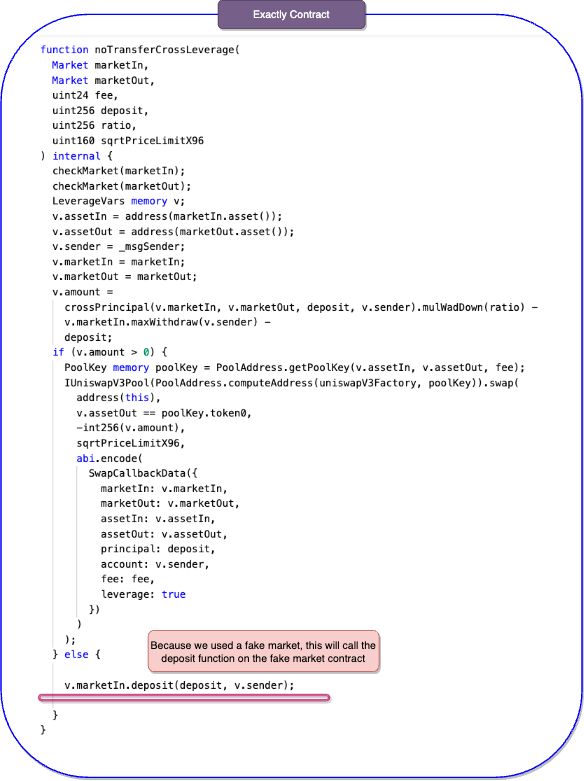 Exactly Contract
function noTransferCrossLeverage(
Market marketIn,
Market marketOut,
uint24 fee,
uint256 deposit,
uint256 ratio,
uint160 sqrtPriceLimitX96
) internal {
checkMarket(marketIn);
checkMarket(marketOut);
LeverageVars memory v;
v.assetIn = address(marketIn.asset());
v.assetOut = address(marketOut.asset());
v.sender = _msgSender;
v.marketIn = marketIn;
v.marketOut = marketOut;
v.amount =
crossPrincipal(v.marketIn, v.marketOut, deposit, v.sender).mulWadDown(ratio) -
v.marketIn.maxWithdraw(v.sender) -
deposit;
if (v.amount > 0) {
PoolKey memory poolKey = PoolAddress.getPoolKey(v.assetIn, v.assetOut, fee);
IUniswapV3Pool(PoolAddress.computeAddress(uniswapV3Factory, poolKey)).swap(
address(this),
v.assetOut == poolKey.token0,
-int256(v.amount),
sqrtPriceLimitX96,
abi.encode(
SwapCallbackData({
marketIn: v.marketIn,
marketOut: v.marketOut,
assetIn: v.assetIn,
assetOut: v.assetOut,
principal: deposit,
account: v.sender,
fee: fee,
leverage: true
})
)
);
} else {
Because we used a fake market, this will call the
deposit function on the fake market contract
v.marketIn.deposit(deposit, v.sender);
}
}